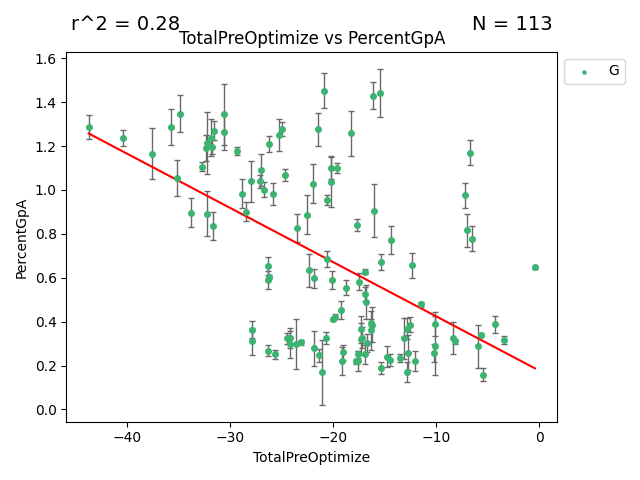 r^2 = 0.28
N = 113
TotalPreOptimize vs PercentGpA
G
1.6
1.4
1.2
1.0
0.8
0.6
0.4
0.2
0.0
PercentGpA
−40
−30
−20
−10
0
TotalPreOptimize